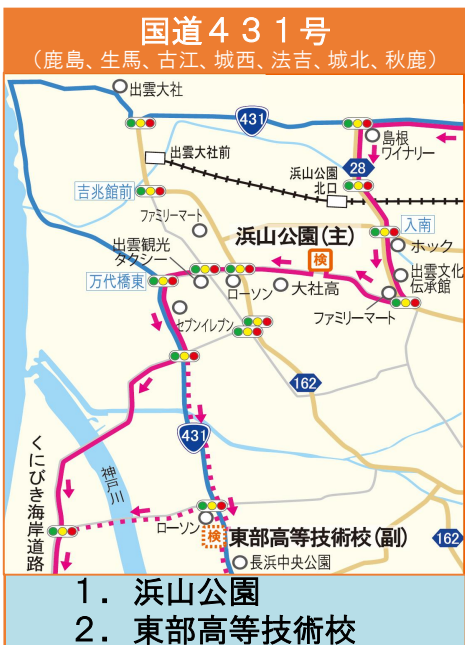 国道４３１号
（鹿島、生馬、古江、城西、法吉、城北、秋鹿）
出雲大社
431
島根
ワイナリー
出雲大社前
浜山公園
北口
28
吉兆館前
ファミリーマート
浜山公園(主)
入南
検
ホック
出雲観光
タクシー
万代橋東
ローソン
大社高
出雲文化
伝承館
ファミリーマート
セブンイレブン
162
431
くにびき海岸道路
神戸川
ローソン
検
東部高等技術校(副)
162
長浜中央公園
１．浜山公園
２．東部高等技術校